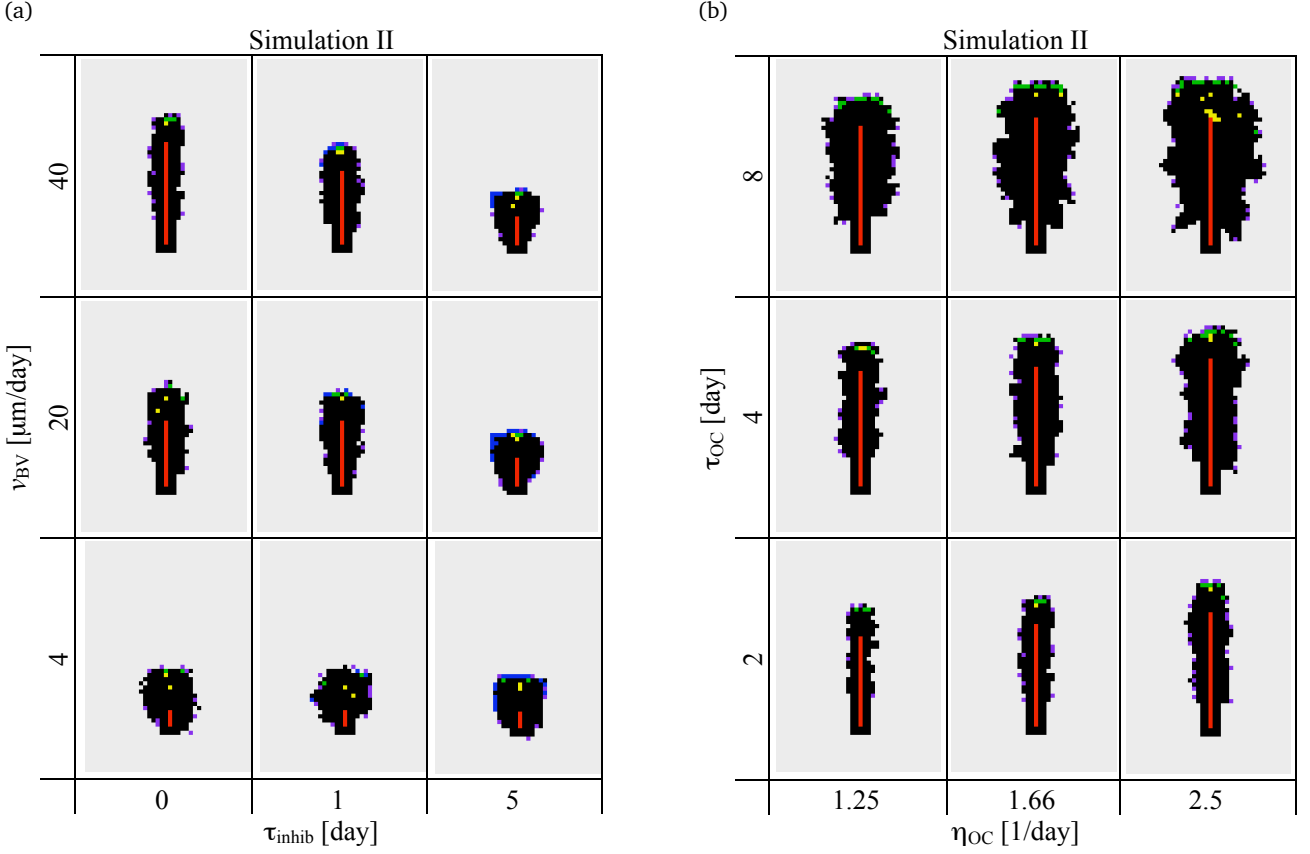 (a)
Simulation II
40
20
4
v_BV [µm/day]
0
1
5
τ_inhib [day]
(b)
Simulation II
8
4
2
τ_OC [day]
1.25
1.66
2.5
η_OC [1/day]